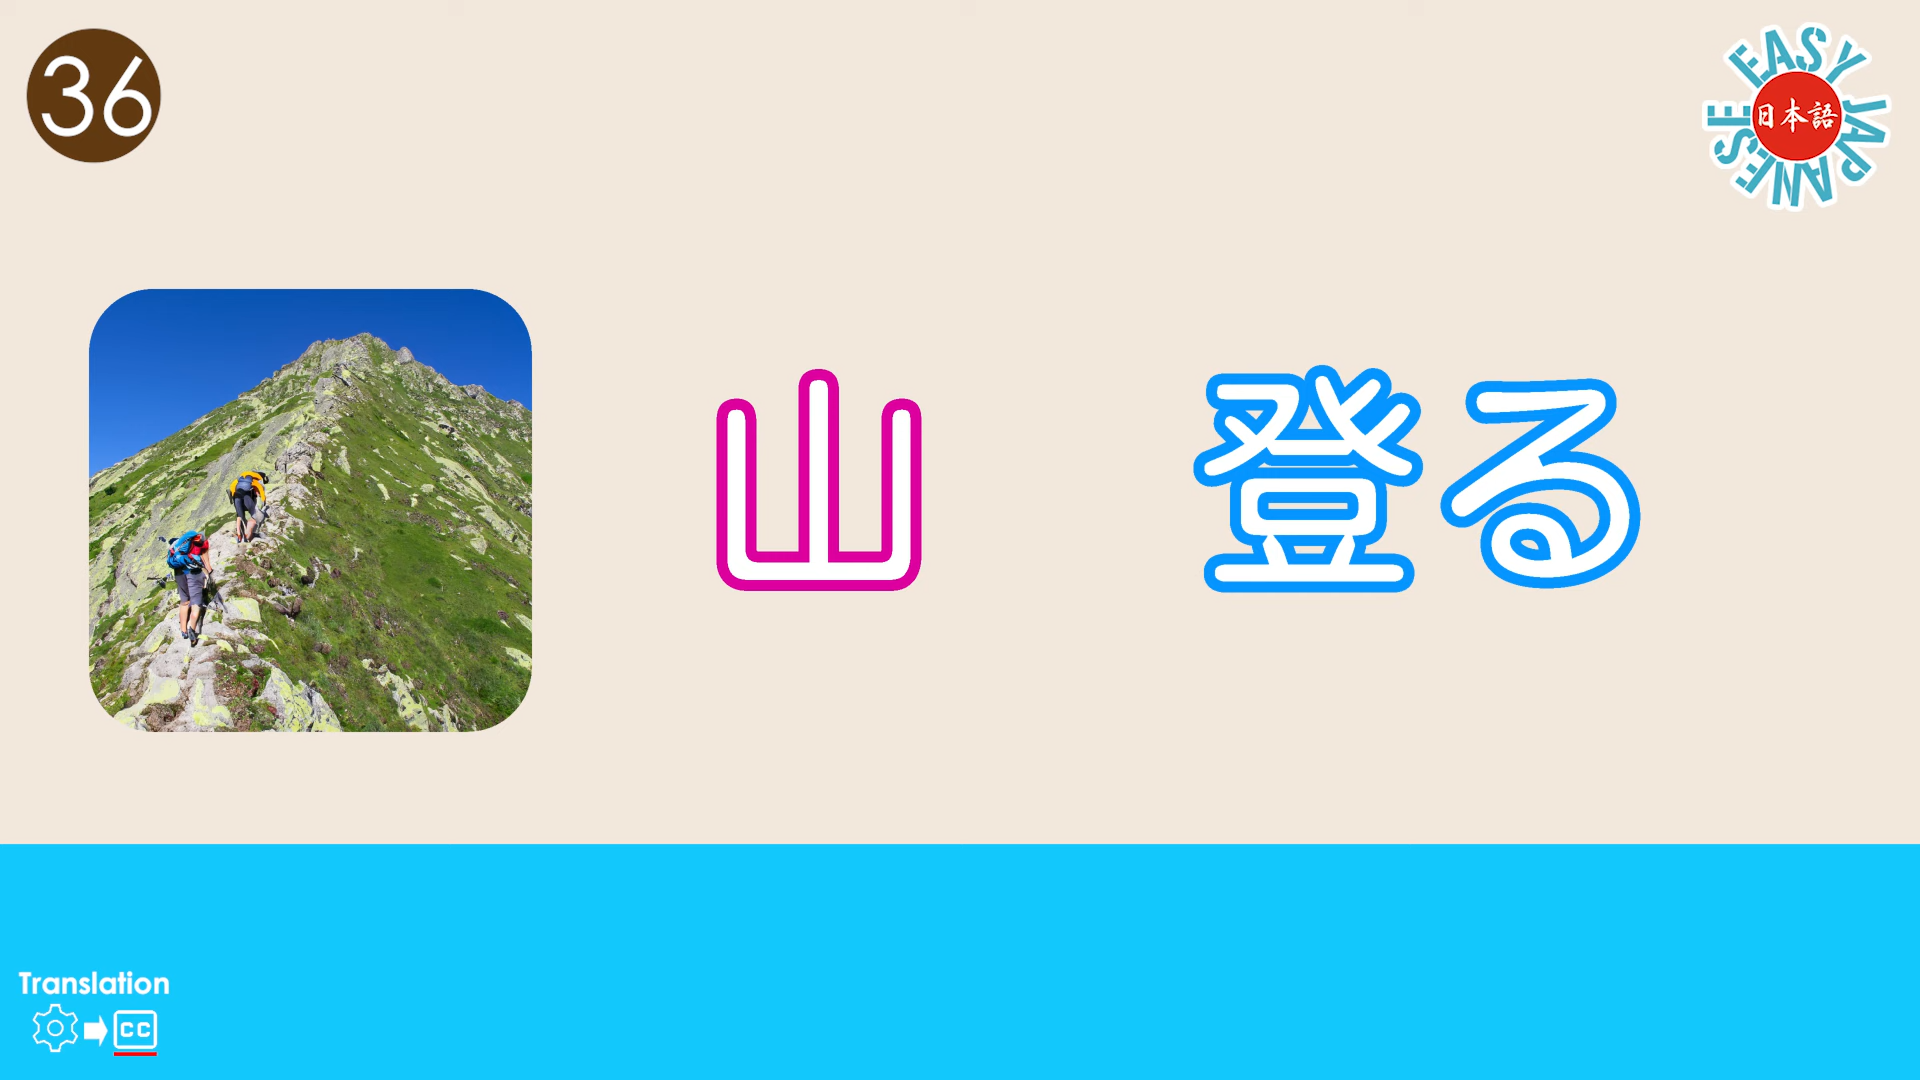 36
EASY JAPANESE
日本語
山 登る
Translation
CC